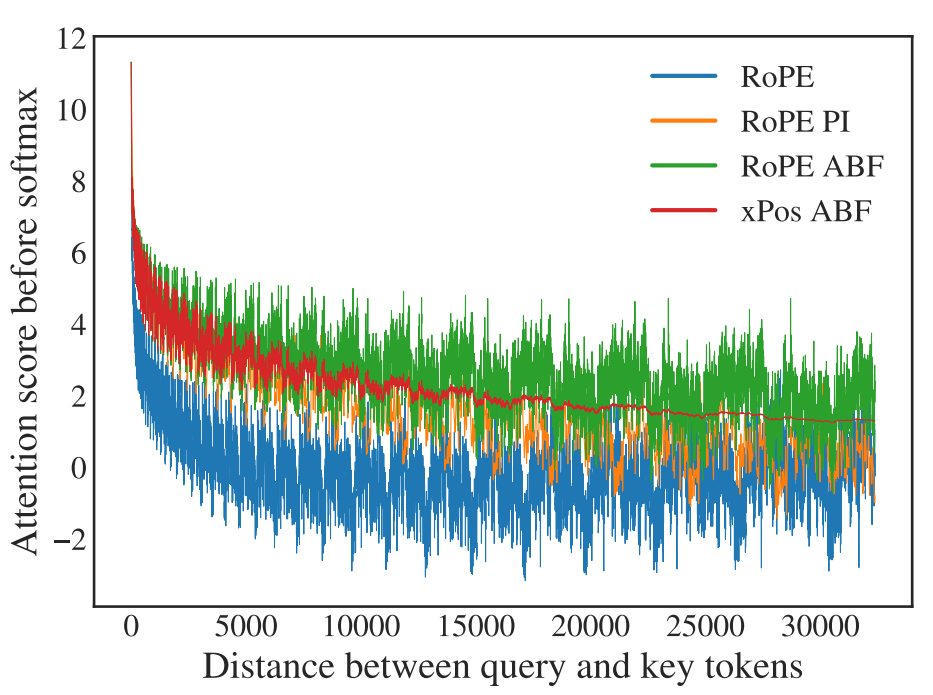 12
10
8
6
4
2
0
−2
Attention score before softmax
RoPE
RoPE PI
RoPE ABF
xPos ABF
0 5000 10000 15000 20000 25000 30000
Distance between query and key tokens